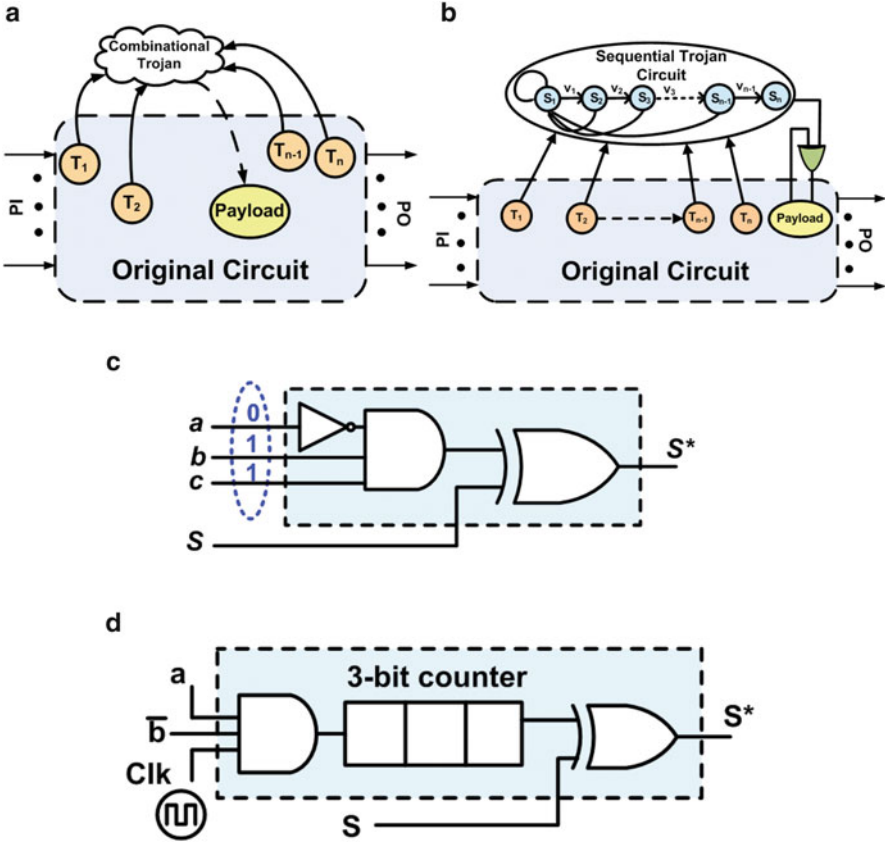 a
Combinational
Trojan
T1
T2
Tn-1
Tn
Payload
PI
PO
Original Circuit
b
Sequential Trojan
Circuit
S1
v1
S2
v2
S3
v3
Sn-1
vn-1
Sn
T1
T2
Tn-1
Tn
Payload
PI
PO
Original Circuit
c
a
0
b
1
c
1
S
S*
d
3-bit counter
a
b̅
Clk
S
S*